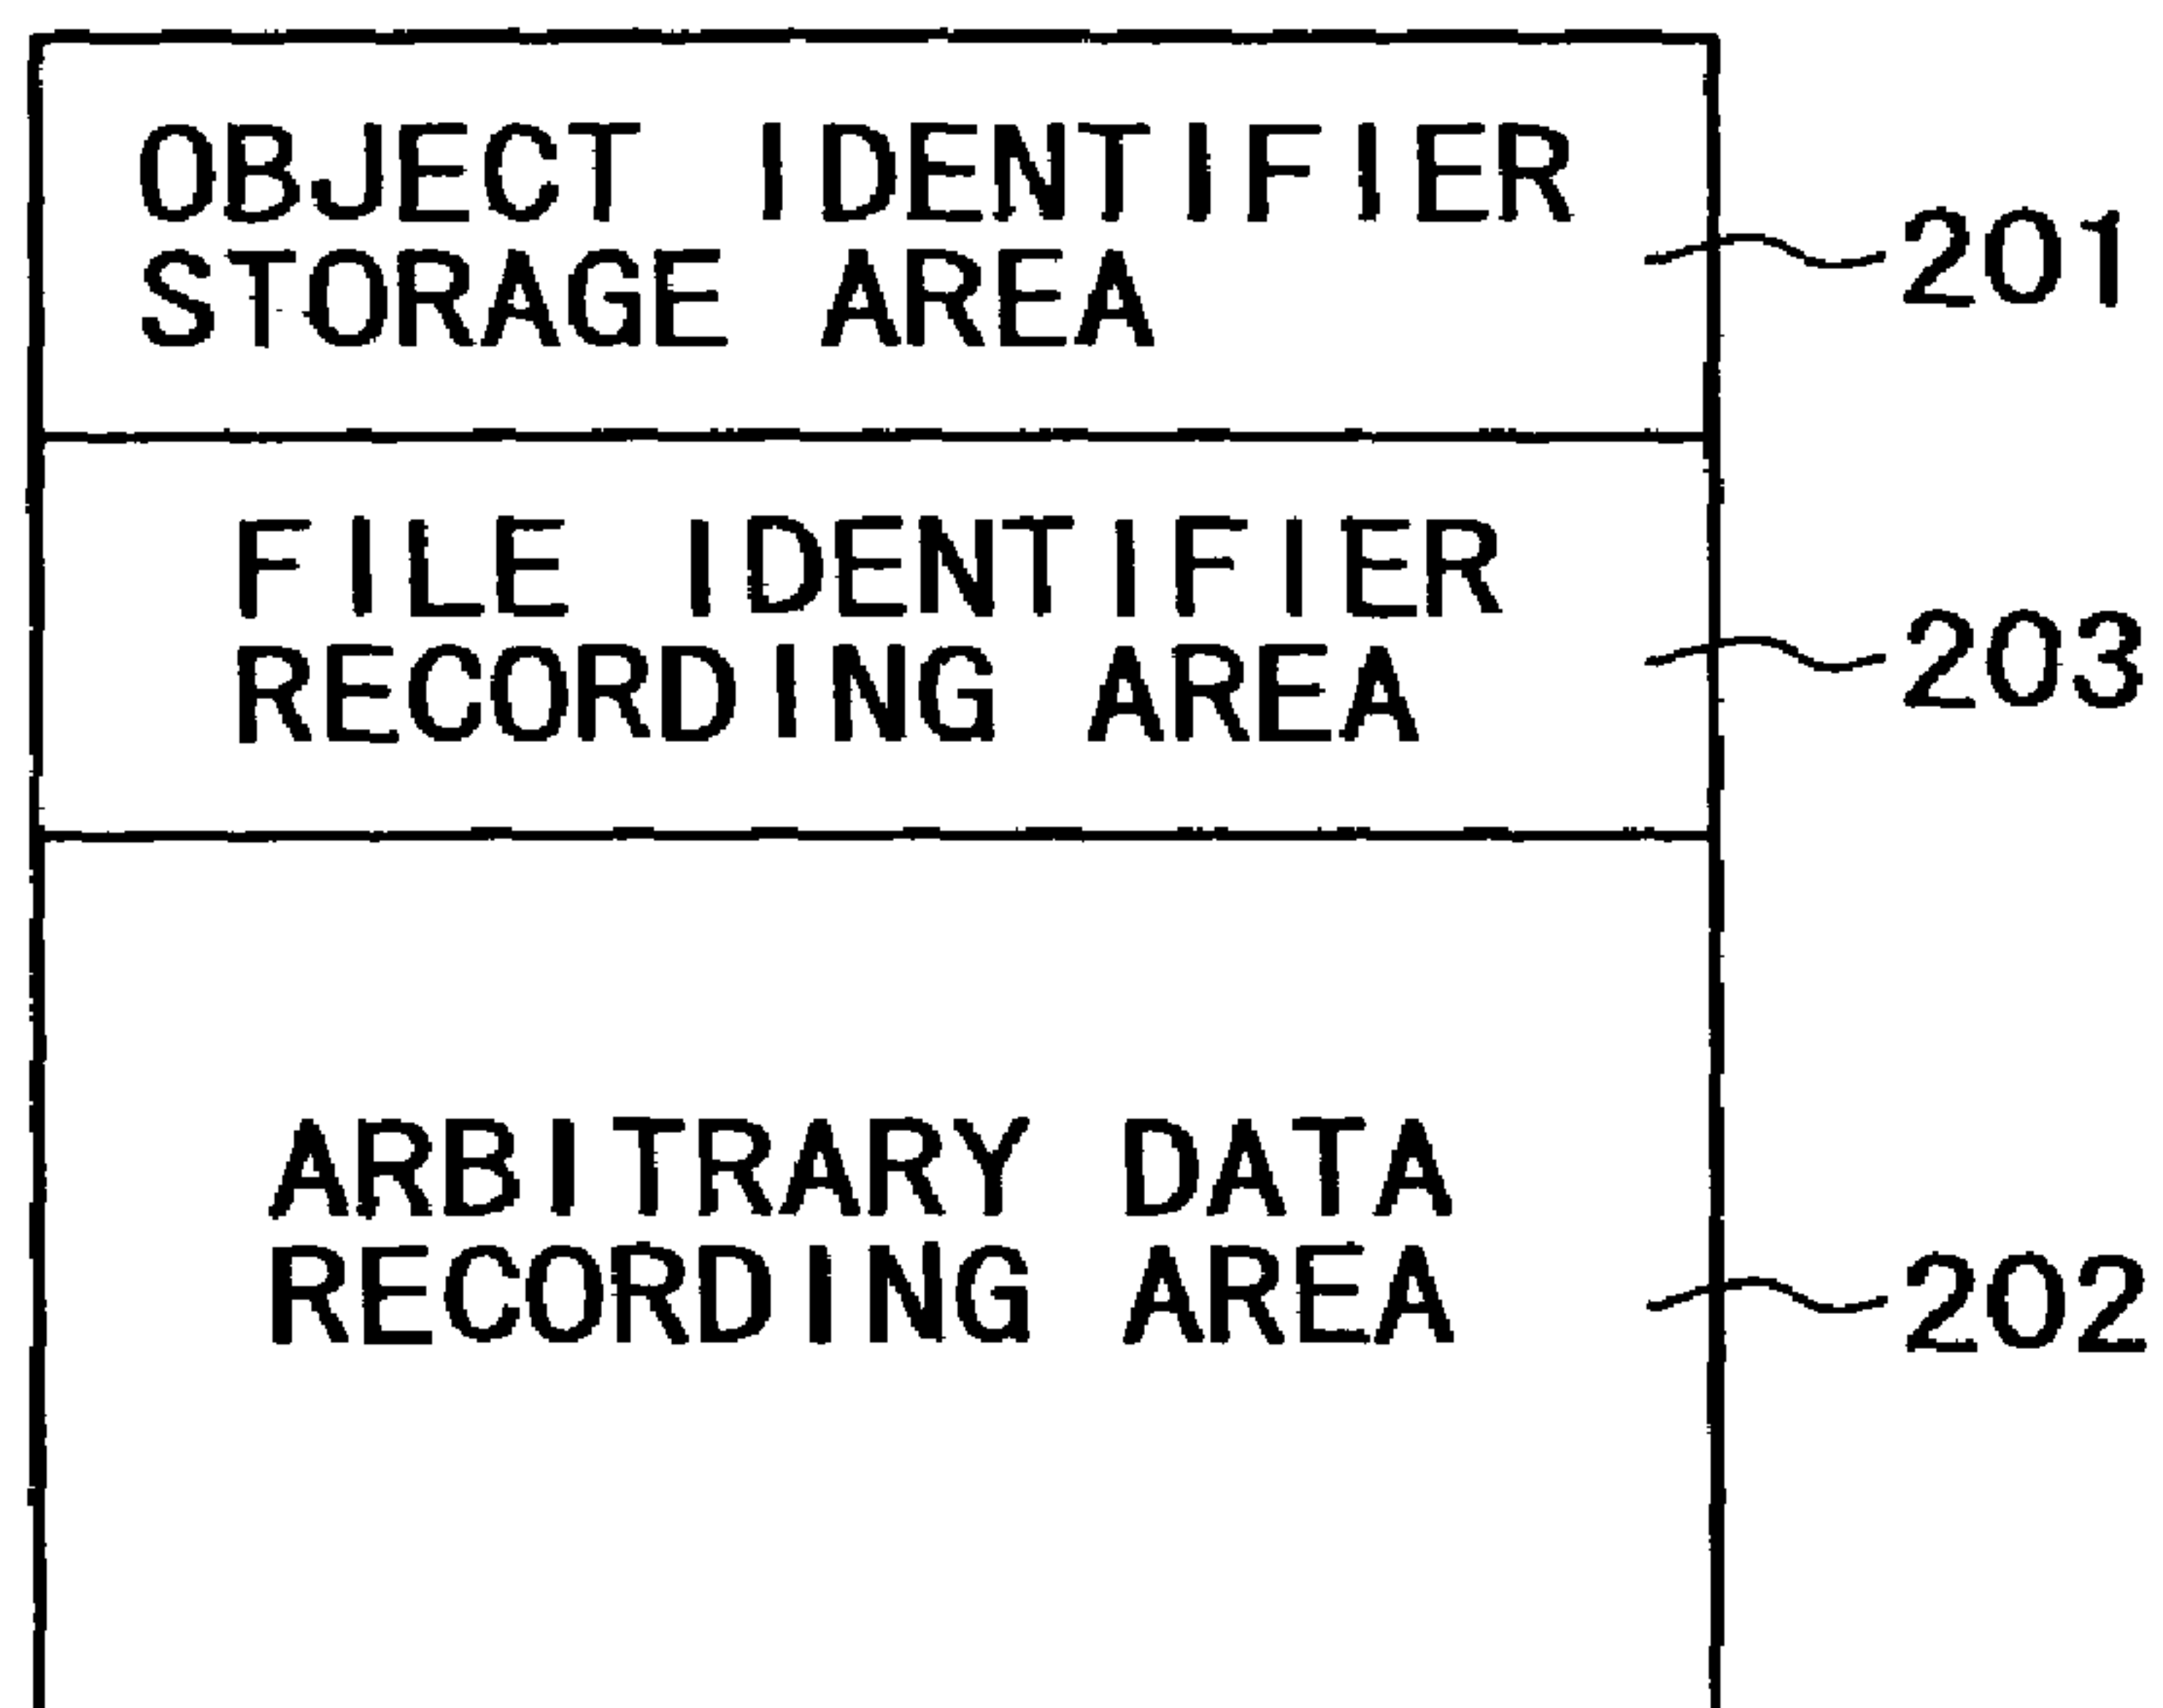 OBJECT IDENTIFIER
STORAGE AREA
201
FILE IDENTIFIER
RECORDING AREA
203
ARBITRARY DATA
RECORDING AREA
202